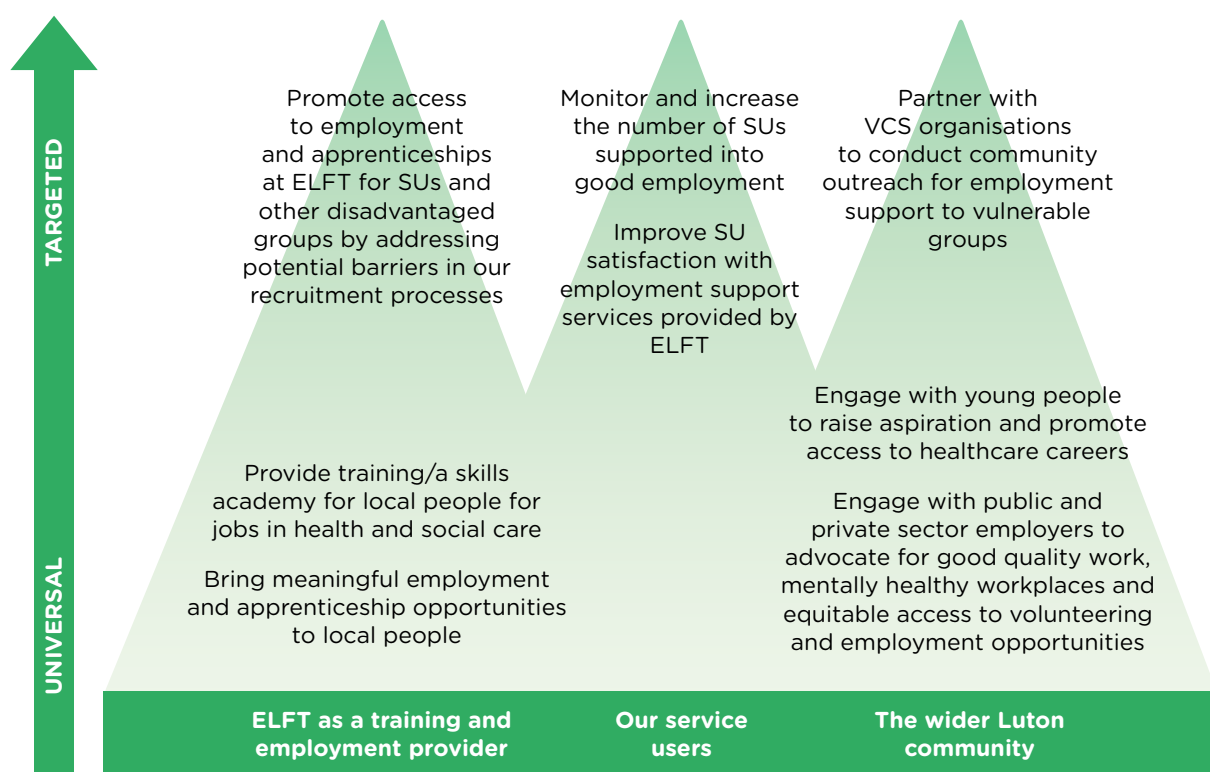 TARGETED
UNIVERSAL
Promote access
to employment
and apprenticeships
at ELFT for SUs and
other disadvantaged
groups by addressing
potential barriers in our
recruitment processes
Provide training/a skills
academy for local people for
jobs in health and social care
Bring meaningful employment
and apprenticeship opportunities
to local people
ELFT as a training and
employment provider
Monitor and increase
the number of SUs
supported into
good employment
Improve SU
satisfaction with
employment support
services provided by
ELFT
Our service
users
Partner with
VCS organisations
to conduct community
outreach for employment
support to vulnerable
groups
Engage with young people
to raise aspiration and promote
access to healthcare careers
Engage with public and
private sector employers to
advocate for good quality work,
mentally healthy workplaces and
equitable access to volunteering
and employment opportunities
The wider Luton
community